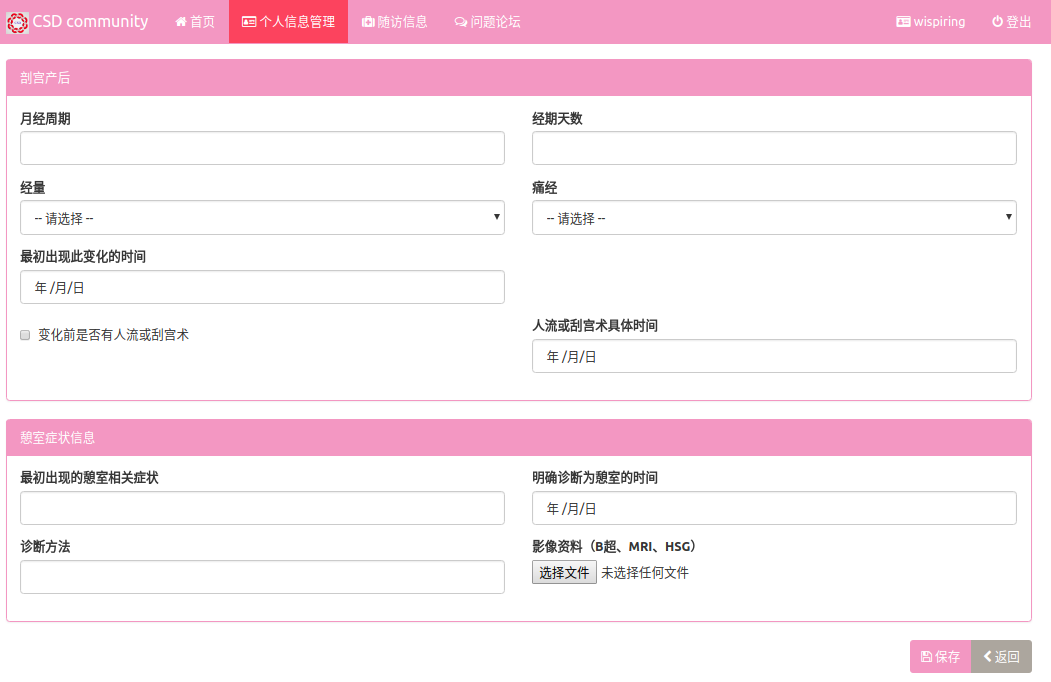 CSD community 首页 个人信息管理 随访信息 问题论坛 wispiring 登出
剖宫产后
月经周期 经期天数
经量 痛经
-- 请选择 -- -- 请选择 --
最初出现此变化的时间
年 /月/日
人流或刮宫术具体时间
变化前是否有人流或刮宫术
年 /月/日
憩室症状信息
最初出现的憩室相关症状 明确诊断为憩室的时间
年 /月/日
诊断方法 影像资料（B超、MRI、HSG）
选择文件 未选择任何文件
保存 返回